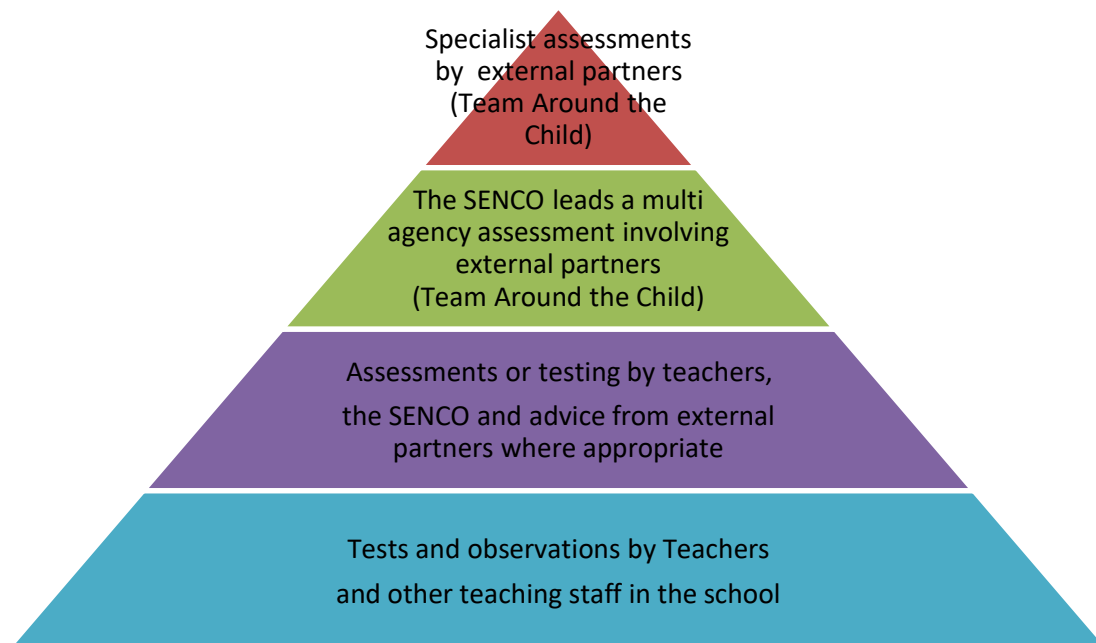 Specialist assessments
by external partners
(Team Around the
Child)
The SENCO leads a multi
agency assessment involving
external partners
(Team Around the Child)
Assessments or testing by teachers,
the SENCO and advice from external
partners where appropriate
Tests and observations by Teachers
and other teaching staff in the school